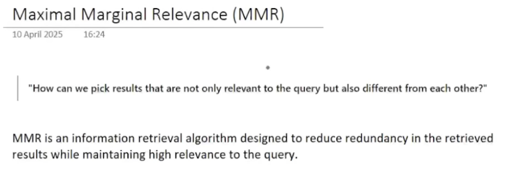 Maximal Marginal Relevance (MMR)
10 April 2025 16:24
"How can we pick results that are not only relevant to the query but also different from each other?"
MMR is an information retrieval algorithm designed to reduce redundancy in the retrieved
results while maintaining high relevance to the query.